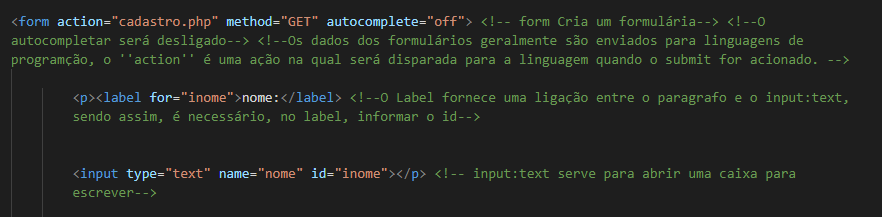 <form action="cadastro.php" method="GET" autocomplete="off"> <!-- form Cria um formulária--> <!--O
autocompletar será desligado--> <!--Os dados dos formulários geralmente são enviados para linguagens de
programção, o ''action'' é uma ação na qual será disparada para a linguagem quando o submit for acionado. -->
<p><label for="inome">nome:</label> <!--O Label fornece uma ligação entre o paragrafo e o input:text,
sendo assim, é necessário, no label, informar o id-->
<input type="text" name="nome" id="inome"></p> <!-- input:text serve para abrir uma caixa para
escrever-->